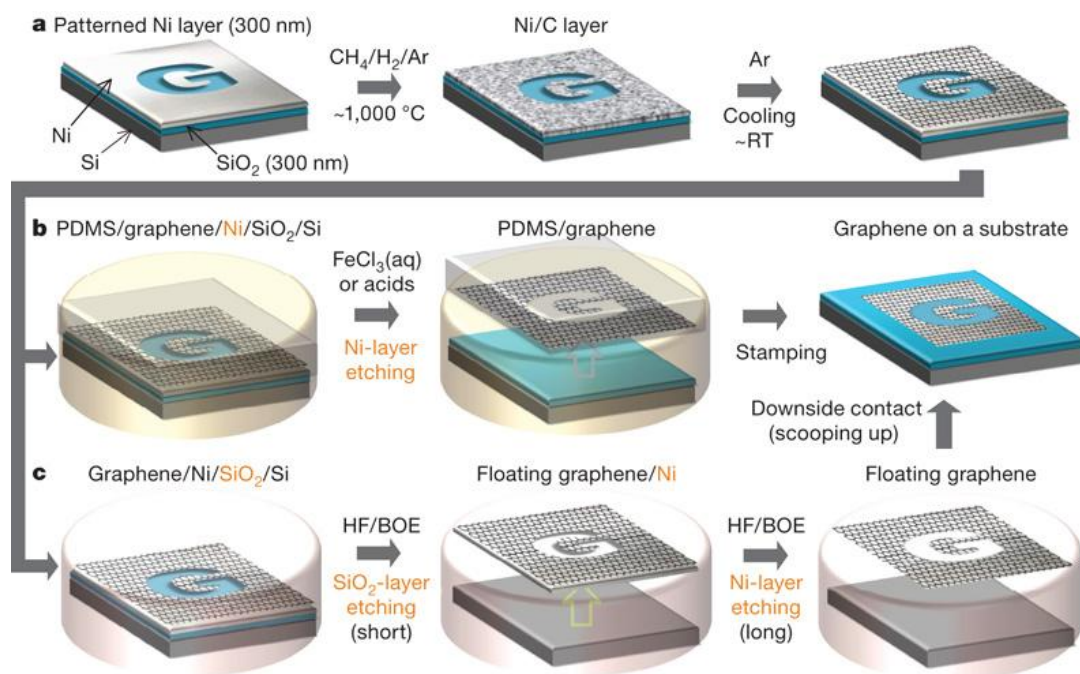 a Patterned Ni layer (300 nm)
CH₄/H₂/Ar
~1,000 °C
Ni/C layer
Ar
Cooling
~RT
G
G
G
Ni
Si
SiO₂ (300 nm)
b PDMS/graphene/Ni/SiO₂/Si
FeCl₃(aq)
or acids
Ni-layer
etching
PDMS/graphene
Stamping
Graphene on a substrate
G
G
G
Downside contact
(scooping up)
c Graphene/Ni/SiO₂/Si
HF/BOE
SiO₂-layer
etching
(short)
Floating graphene/Ni
HF/BOE
Ni-layer
etching
(long)
Floating graphene
G
G
G